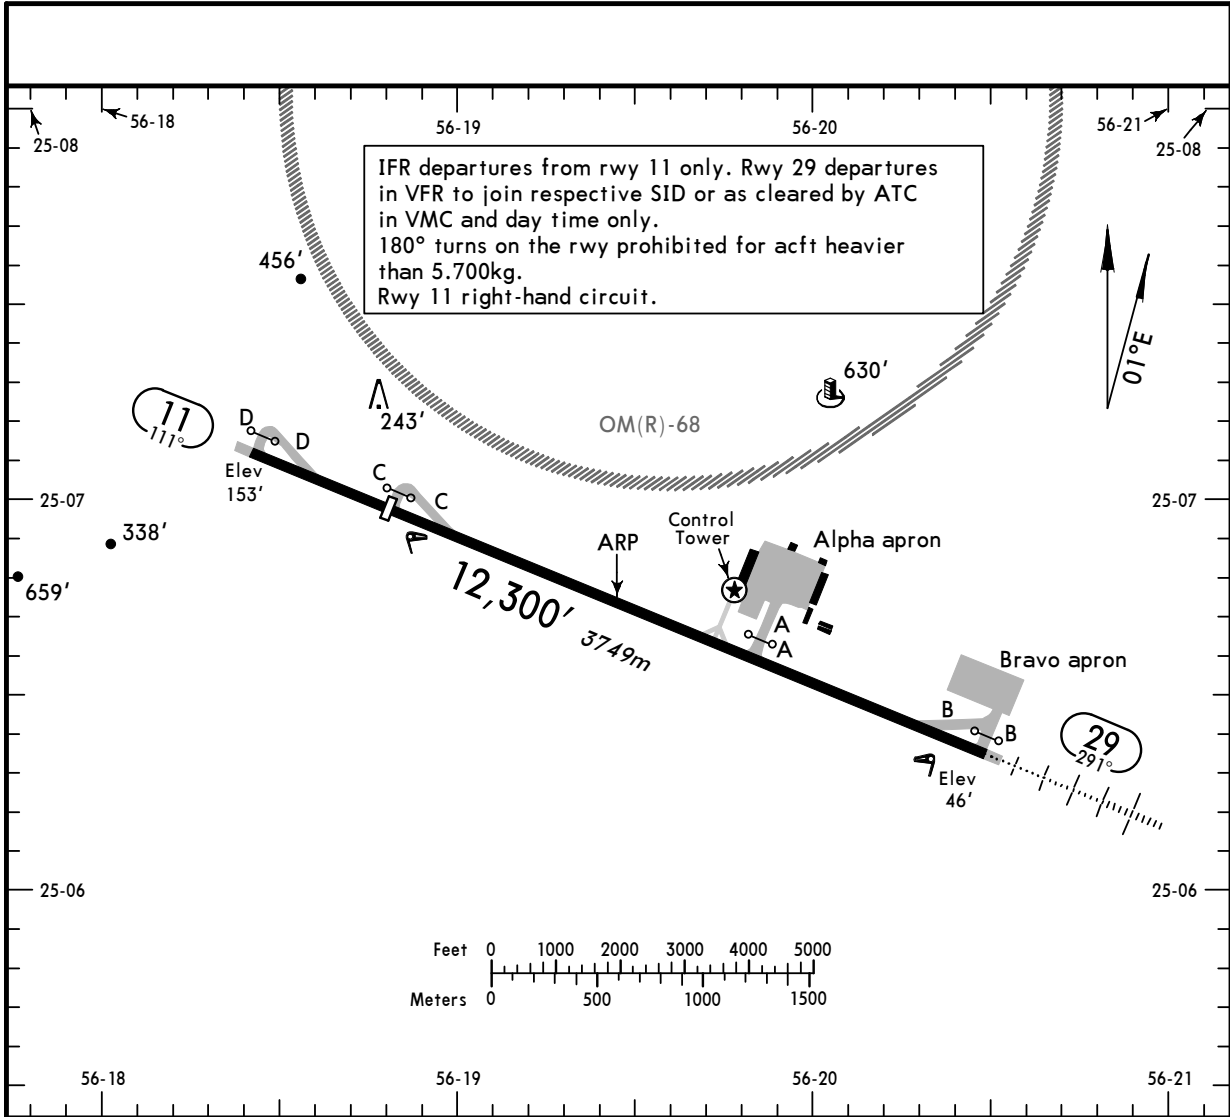 56-18
56-19
56-20
56-21
25-08
25-08
IFR departures from rwy 11 only. Rwy 29 departures
in VFR to join respective SID or as cleared by ATC
in VMC and day time only.
180° turns on the rwy prohibited for acft heavier
than 5.700kg.
Rwy 11 right-hand circuit.
456'
01°E
630'
11
111°
243'
OM(R)-68
D
D
Elev
153'
C
C
25-07
25-07
338'
659'
Control
Tower
ARP
Alpha apron
12,300' 3749m
A
A
Bravo apron
B
B
29
291°
Elev
46'
25-06
25-06
Feet 0 1000 2000 3000 4000 5000
Meters 0 500 1000 1500
56-18
56-19
56-20
56-21